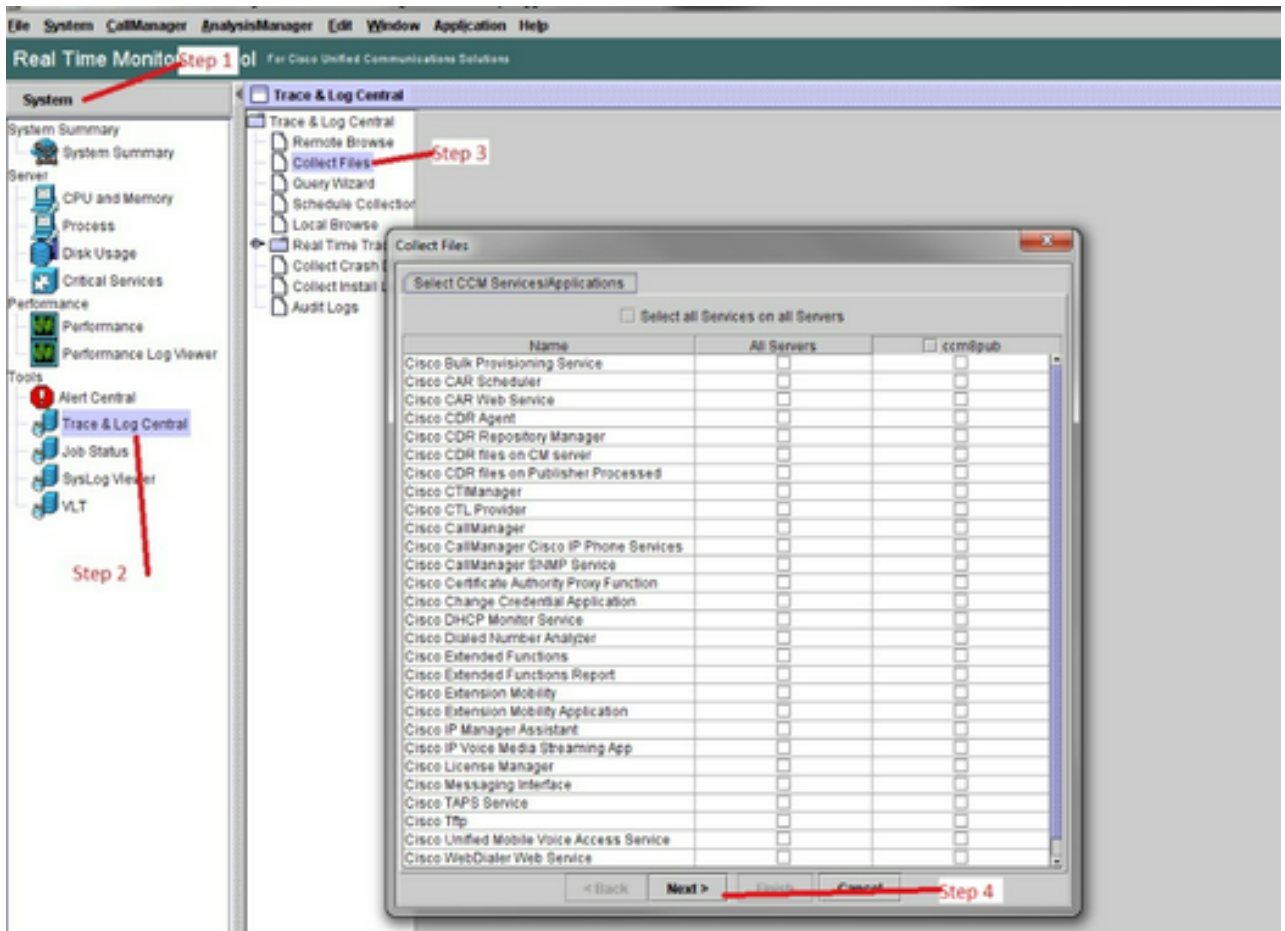 File System CallManager AnalysisManager Edit Window Application Help
Real Time Monito Step 1 ol For Cisco Unified Communications Solutions
System
Trace & Log Central
System Summary
System Summary
Server
CPU and Memory
Process
Disk Usage
Critical Services
Performance
Performance
Performance Log Viewer
Tools
Alert Central
Trace & Log Central
Job Status
SysLog Viewer
VLT
Step 2
Trace & Log Central
Remote Browse
Collect Files
Step 3
Query Wizard
Schedule Collection
Local Browse
Real Time Trac
Collect Crash D
Collect Install L
Audit Logs
Collect Files
Select CCM Services/Applications
Select all Services on all Servers
Name All Servers ccm8pub
Cisco Bulk Provisioning Service
Cisco CAR Scheduler
Cisco CAR Web Service
Cisco CDR Agent
Cisco CDR Repository Manager
Cisco CDR files on CM server
Cisco CDR files on Publisher Processed
Cisco CTIManager
Cisco CTL Provider
Cisco CallManager
Cisco CallManager Cisco IP Phone Services
Cisco CallManager SNMP Service
Cisco Certificate Authority Proxy Function
Cisco Change Credential Application
Cisco DHCP Monitor Service
Cisco Dialed Number Analyzer
Cisco Extended Functions
Cisco Extended Functions Report
Cisco Extension Mobility
Cisco Extension Mobility Application
Cisco IP Manager Assistant
Cisco IP Voice Media Streaming App
Cisco License Manager
Cisco Messaging Interface
Cisco TAPS Service
Cisco Tftp
Cisco Unified Mobile Voice Access Service
Cisco WebDialer Web Service
< Back Next > Finish Cancel Step 4